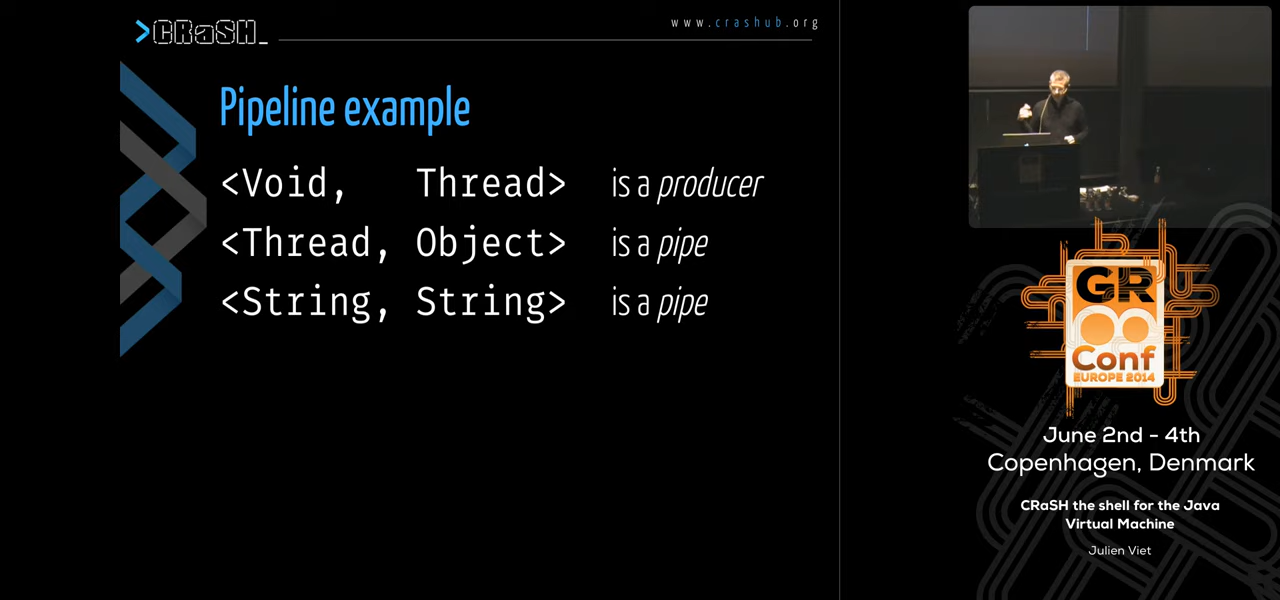 >CRaSH_
www.crashub.org
Pipeline example
<Void, Thread> is a producer
<Thread, Object> is a pipe
<String, String> is a pipe
GR
Conf
EUROPE 2014
June 2nd - 4th
Copenhagen, Denmark
CRaSH the shell for the Java
Virtual Machine
Julien Viet